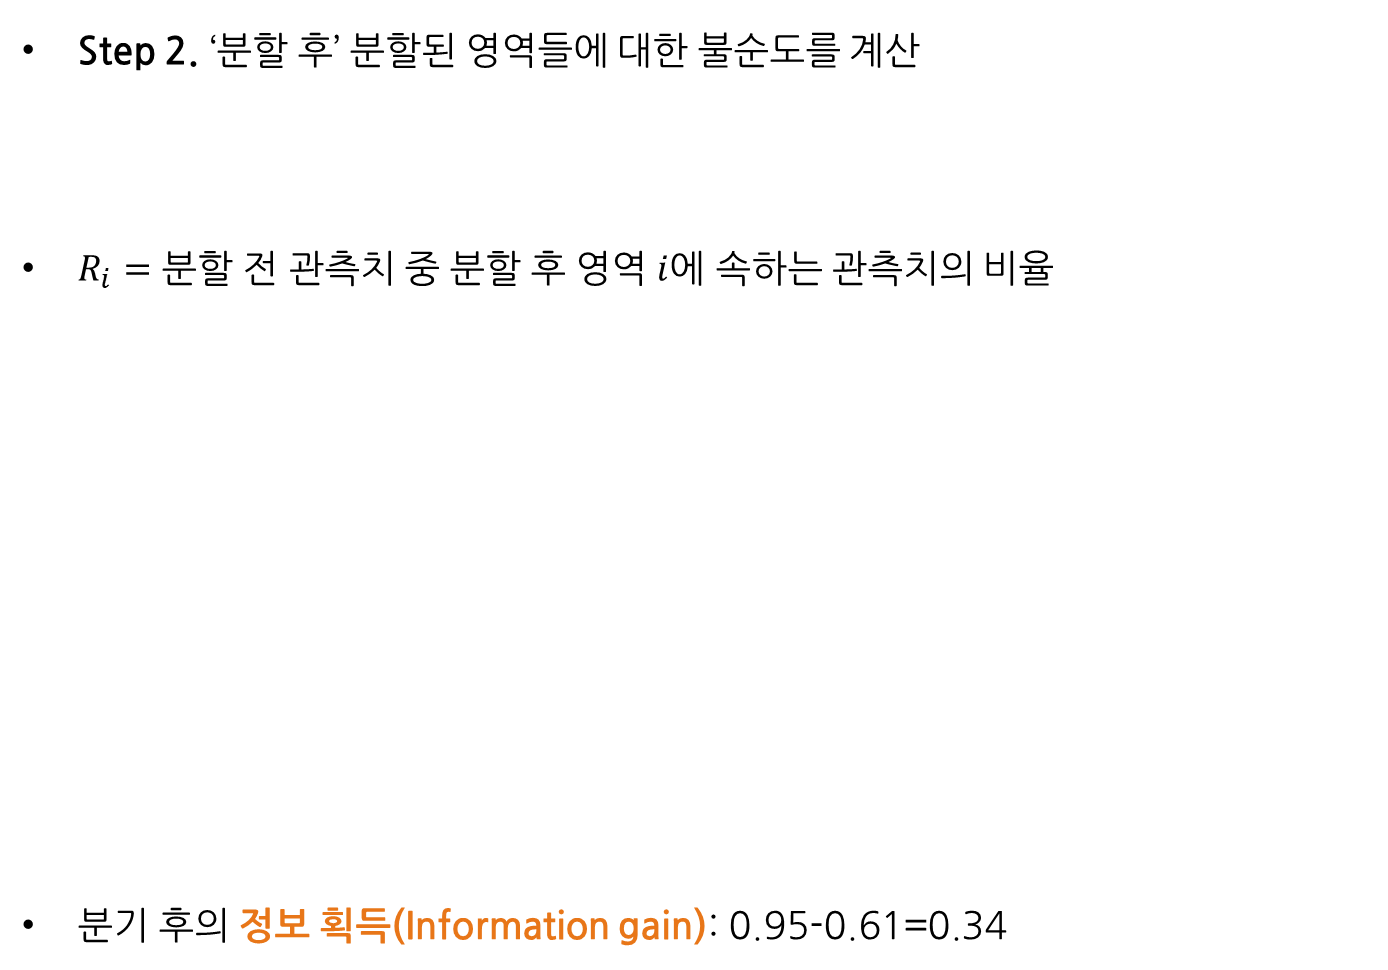 • Step 2. ‘분할 후’ 분할된 영역들에 대한 불순도를 계산
• R_i = 분할 전 관측치 중 분할 후 영역 i에 속하는 관측치의 비율
• 분기 후의 정보 획득(Information gain): 0.95-0.61=0.34